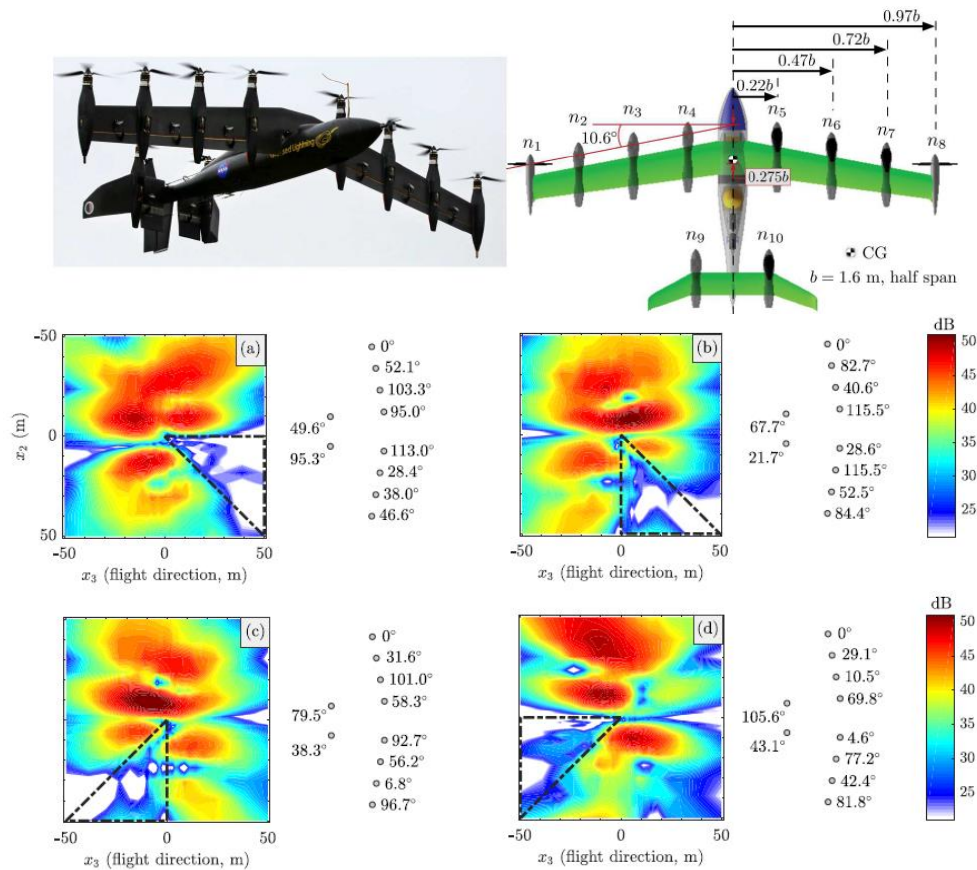 0.97b
0.72b
0.47b
0.22b
n₁
n₂
n₃
n₄
n₅
n₆
n₇
n₈
10.6°
0.275b
n₉
n₁₀
CG
b = 1.6 m, half span
NASA
Lightning
(a)
-50
0
50
x₂ (m)
-50 0 50
x₃ (flight direction, m)
0°
52.1°
103.3°
95.0°
49.6°
95.3°
113.0°
28.4°
38.0°
46.6°
(b)
-50 0 50
x₃ (flight direction, m)
0°
82.7°
40.6°
115.5°
67.7°
21.7°
28.6°
115.5°
52.5°
84.4°
dB
50
45
40
35
30
25
(c)
-50 0 50
x₃ (flight direction, m)
0°
31.6°
101.0°
58.3°
79.5°
38.3°
92.7°
56.2°
6.8°
96.7°
(d)
-50 0 50
x₃ (flight direction, m)
0°
29.1°
10.5°
69.8°
105.6°
43.1°
4.6°
77.2°
42.4°
81.8°
dB
50
45
40
35
30
25